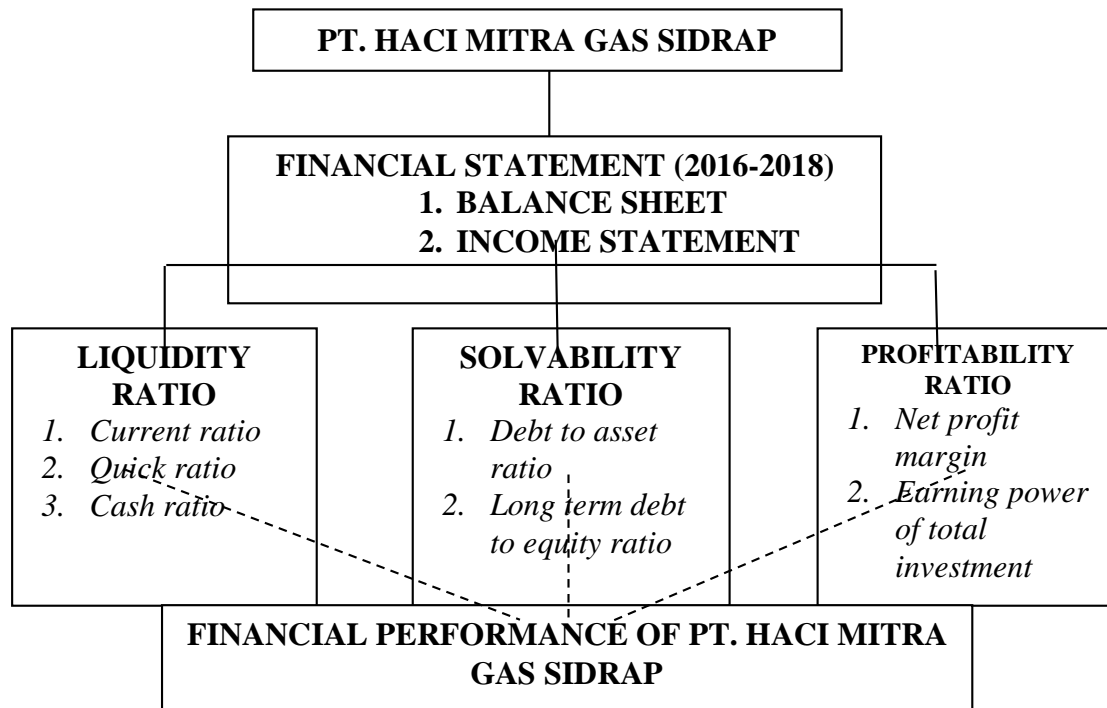 PT. HACI MITRA GAS SIDRAP
FINANCIAL STATEMENT (2016-2018)
1. BALANCE SHEET
2. INCOME STATEMENT
LIQUIDITY
RATIO
1. Current ratio
2. Quick ratio
3. Cash ratio
SOLVABILITY
RATIO
1. Debt to asset
ratio
2. Long term debt
to equity ratio
PROFITABILITY
RATIO
1. Net profit
margin
2. Earning power
of total
investment
FINANCIAL PERFORMANCE OF PT. HACI MITRA
GAS SIDRAP